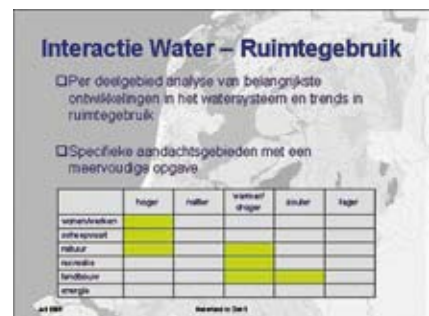 Interactie Water – Ruimtegebruik
Per deelgebied analyse van belangrijkste
ontwikkelingen in het watersysteem en trends in
ruimtegebruik
Specifieke aandachtsgebieden met een
meervoudige opgave
hoger natter warmer/ droger zouter lager
wonen/werken
scheepvaart
natuur
recreatie
landbouw
energie